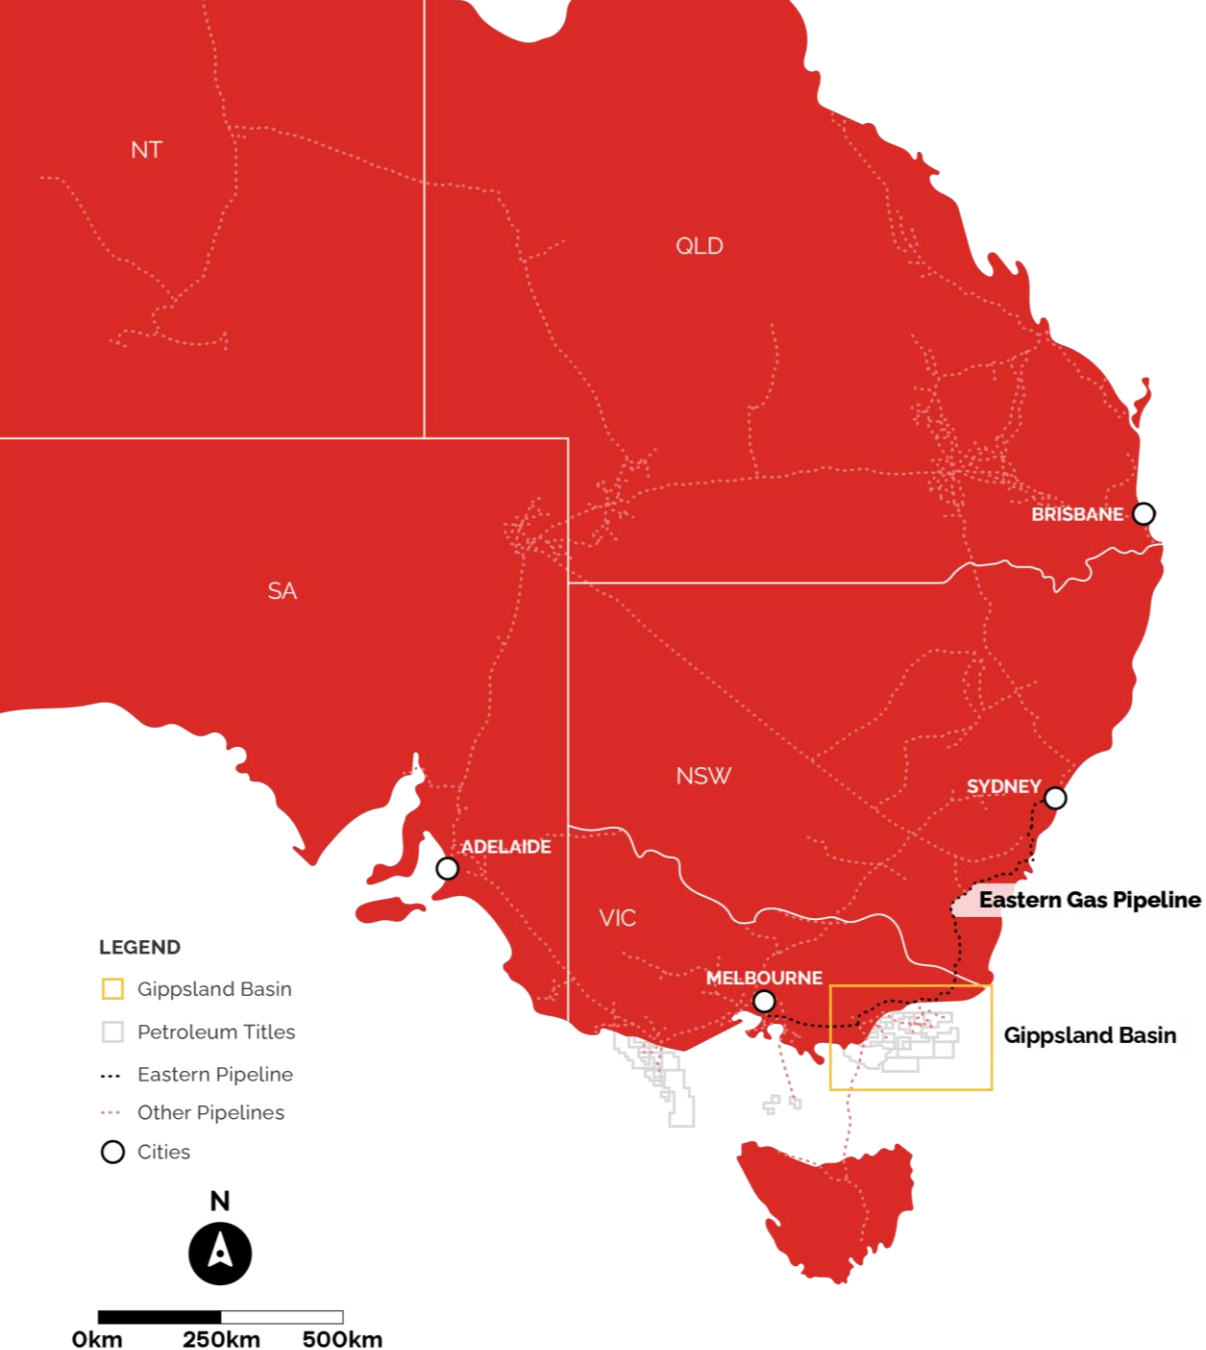 NT
QLD
BRISBANE
SA
NSW
SYDNEY
ADELAIDE
Eastern Gas Pipeline
VIC
MELBOURNE
Gippsland Basin
LEGEND
Gippsland Basin
Petroleum Titles
Eastern Pipeline
Other Pipelines
Cities
N
0km 250km 500km